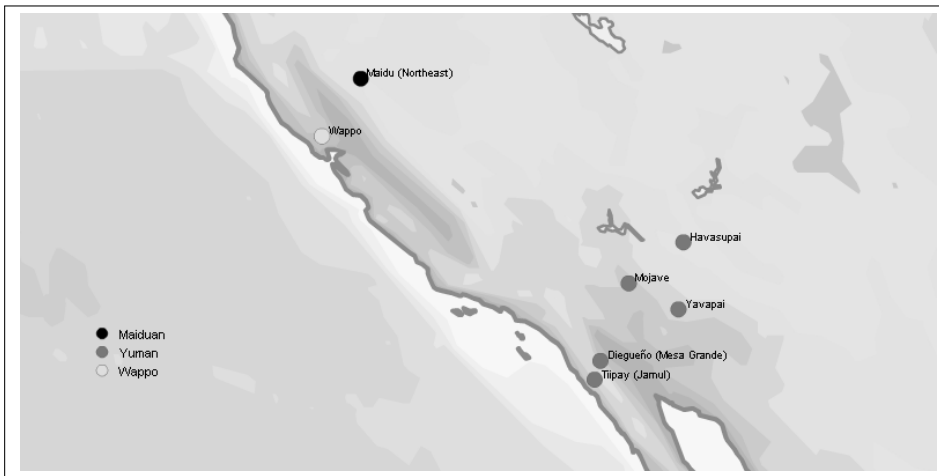 Maidu (Northeast)
Wappo
Havasupai
Mojave
Yavapai
Diegueño (Mesa Grande)
Tiipay (Jamul)
Maiduan
Yuman
Wappo